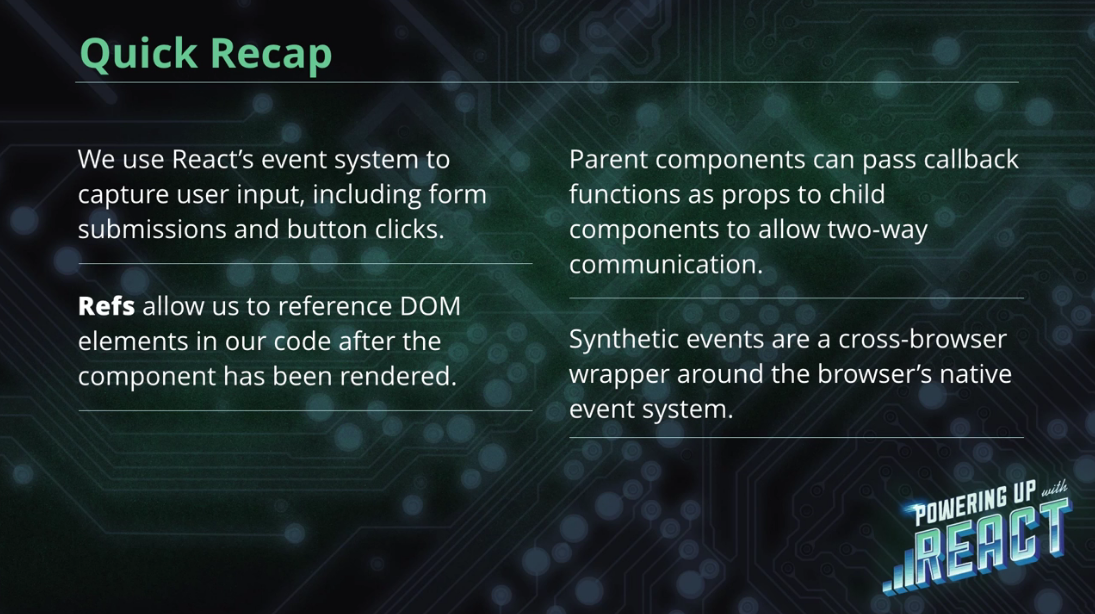 Quick Recap
We use React’s event system to
capture user input, including form
submissions and button clicks.
Refs allow us to reference DOM
elements in our code after the
component has been rendered.
Parent components can pass callback
functions as props to child
components to allow two-way
communication.
Synthetic events are a cross-browser
wrapper around the browser’s native
event system.
POWERING UP with
REACT